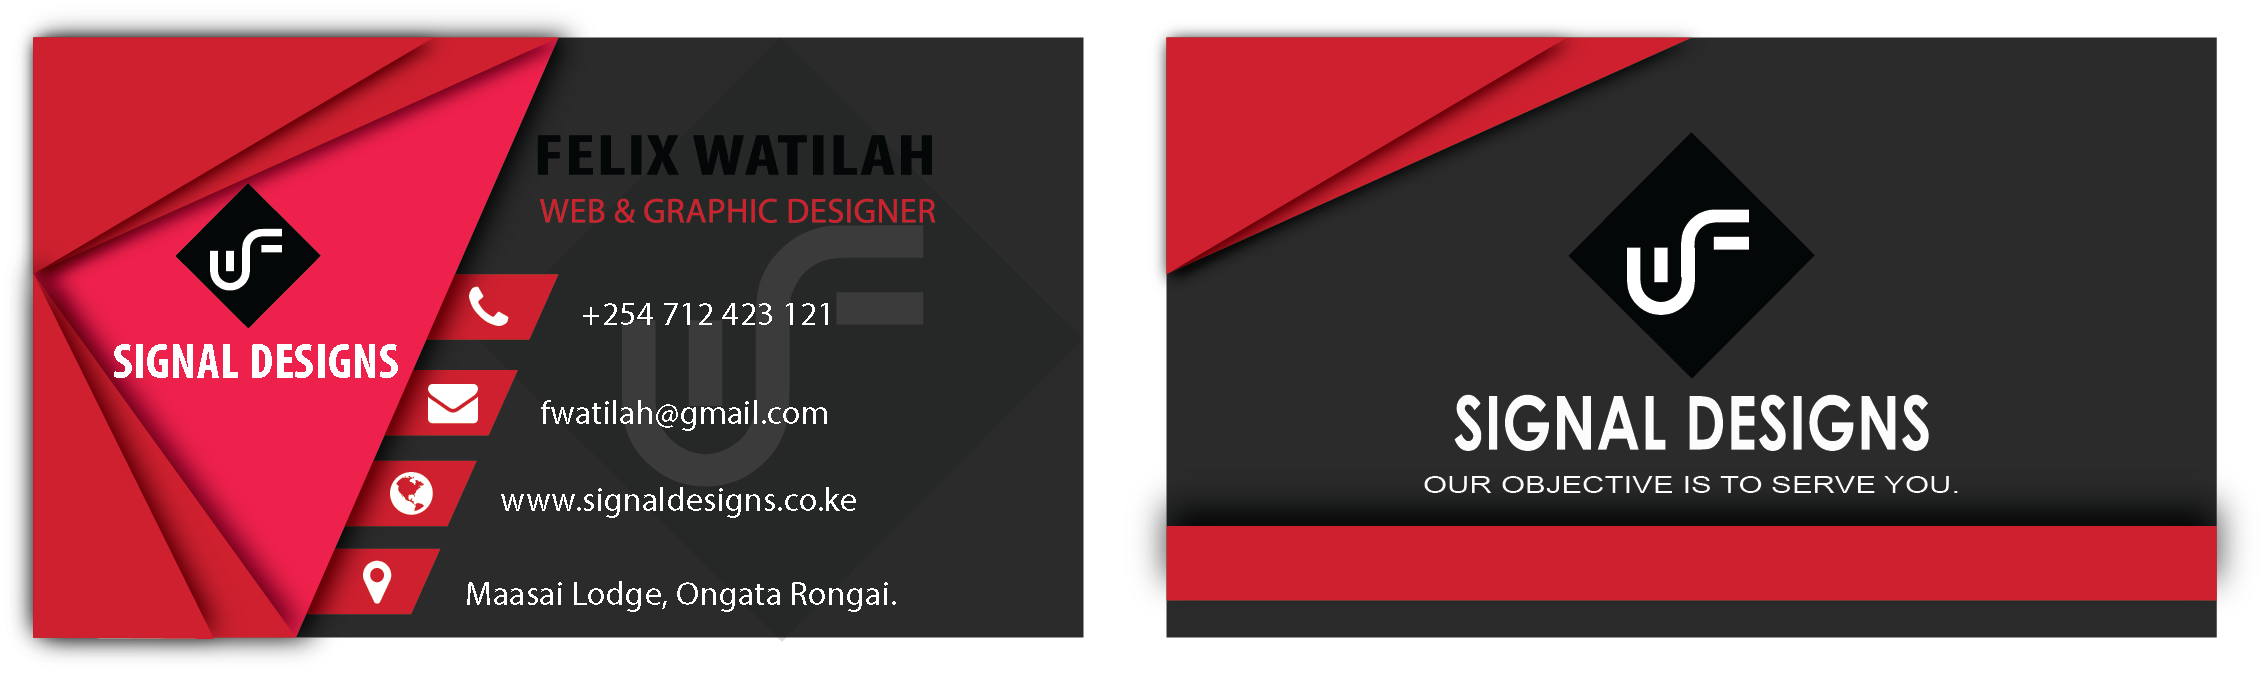 FELIX WATILAH
WEB & GRAPHIC DESIGNER
SIGNAL DESIGNS
+254 712 423 121
fwatilah@gmail.com
www.signaldesigns.co.ke
Maasai Lodge, Ongata Rongai.
SIGNAL DESIGNS
OUR OBJECTIVE IS TO SERVE YOU.